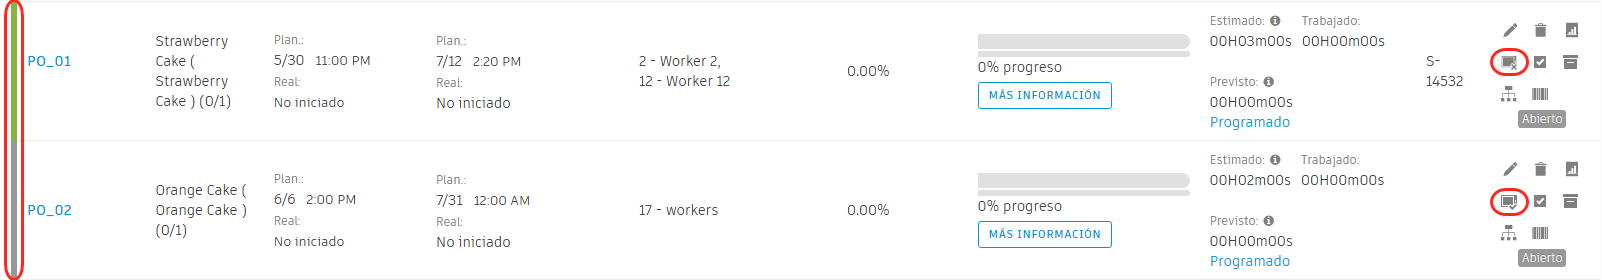 PO_01
Strawberry
Cake (
Strawberry
Cake ) (0/1)
Plan.:
5/30 11:00 PM
Real:
No iniciado
Plan.:
7/12 2:20 PM
Real:
No iniciado
2 - Worker 2,
12 - Worker 12
0.00%
0% progreso
MÁS INFORMACIÓN
Estimado: Trabajado:
00H03m00s 00H00m00s
Previsto:
00H00m00s
Programado
S-
14532
Abierto
PO_02
Orange Cake (
Orange Cake )
(0/1)
Plan.:
6/6 2:00 PM
Real:
No iniciado
Plan.:
7/31 12:00 AM
Real:
No iniciado
17 - workers
0.00%
0% progreso
MÁS INFORMACIÓN
Estimado: Trabajado:
00H02m00s 00H00m00s
Previsto:
00H00m00s
Programado
Abierto